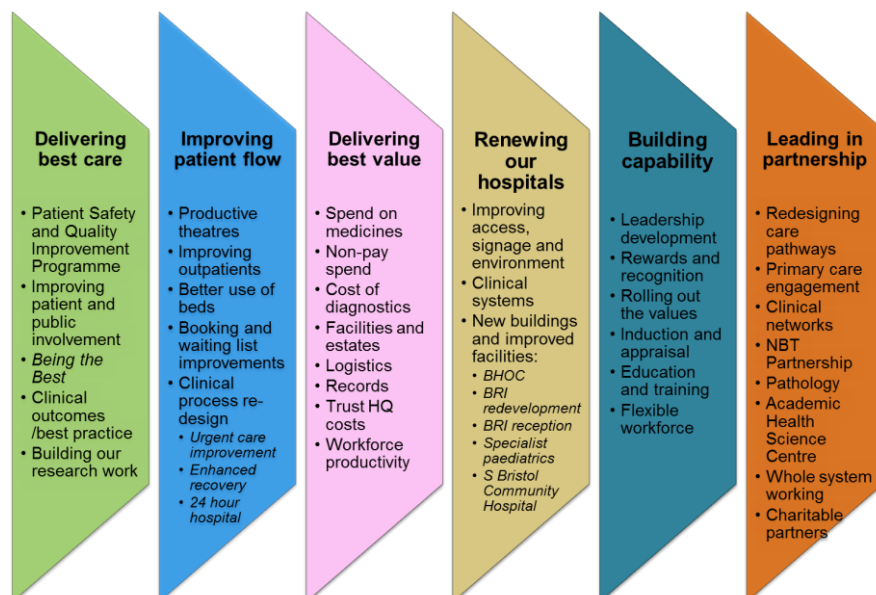 Delivering
best care
• Patient Safety
and Quality
Improvement
Programme
• Improving
patient and
public
involvement
• Being the
Best
• Clinical
outcomes
/best practice
• Building our
research work
Improving
patient flow
• Productive
theatres
• Improving
outpatients
• Better use of
beds
• Booking and
waiting list
improvements
• Clinical
process re-
design
• Urgent care
improvement
• Enhanced
recovery
• 24 hour
hospital
Delivering
best value
• Spend on
medicines
• Non-pay
spend
• Cost of
diagnostics
• Facilities and
estates
• Logistics
• Records
• Trust HQ
costs
• Workforce
productivity
Renewing
our
hospitals
• Improving
access,
signage and
environment
• Clinical
systems
• New buildings
and improved
facilities:
• BHOC
• BRI
redevelopment
• BRI reception
• Specialist
paediatrics
• S Bristol
Community
Hospital
Building
capability
• Leadership
development
• Rewards and
recognition
• Rolling out
the values
• Induction and
appraisal
• Education
and training
• Flexible
workforce
Leading in
partnership
• Redesigning
care
pathways
• Primary care
engagement
• Clinical
networks
• NBT
Partnership
• Pathology
• Academic
Health
Science
Centre
• Whole system
working
• Charitable
partners